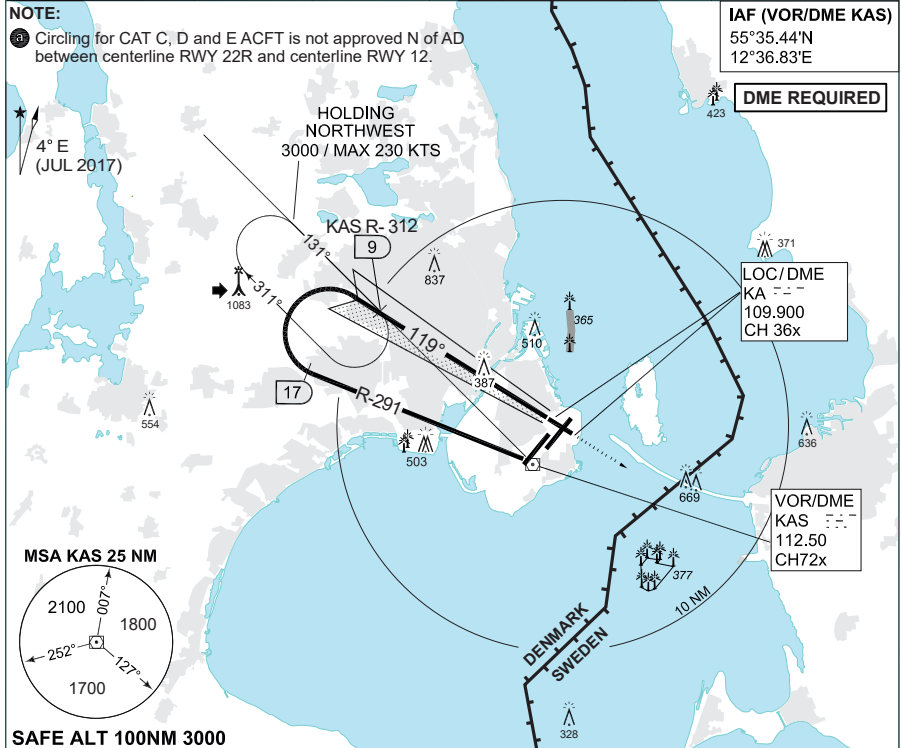 NOTE:
a Circling for CAT C, D and E ACFT is not approved N of AD
between centerline RWY 22R and centerline RWY 12.
IAF (VOR/DME KAS)
55°35.44'N
12°36.83'E
DME REQUIRED
423
4° E
(JUL 2017)
HOLDING
NORTHWEST
3000 / MAX 230 KTS
KAS R- 312
9
131°
311°
1083
837
371
LOC/DME
KA
109.900
CH 36x
365
510
119°
387
17
R-291
554
503
636
669
VOR/DME
KAS
112.50
CH72x
377
10 NM
DENMARK
SWEDEN
328
MSA KAS 25 NM
2100
007°
1800
252°
127°
1700
SAFE ALT 100NM 3000